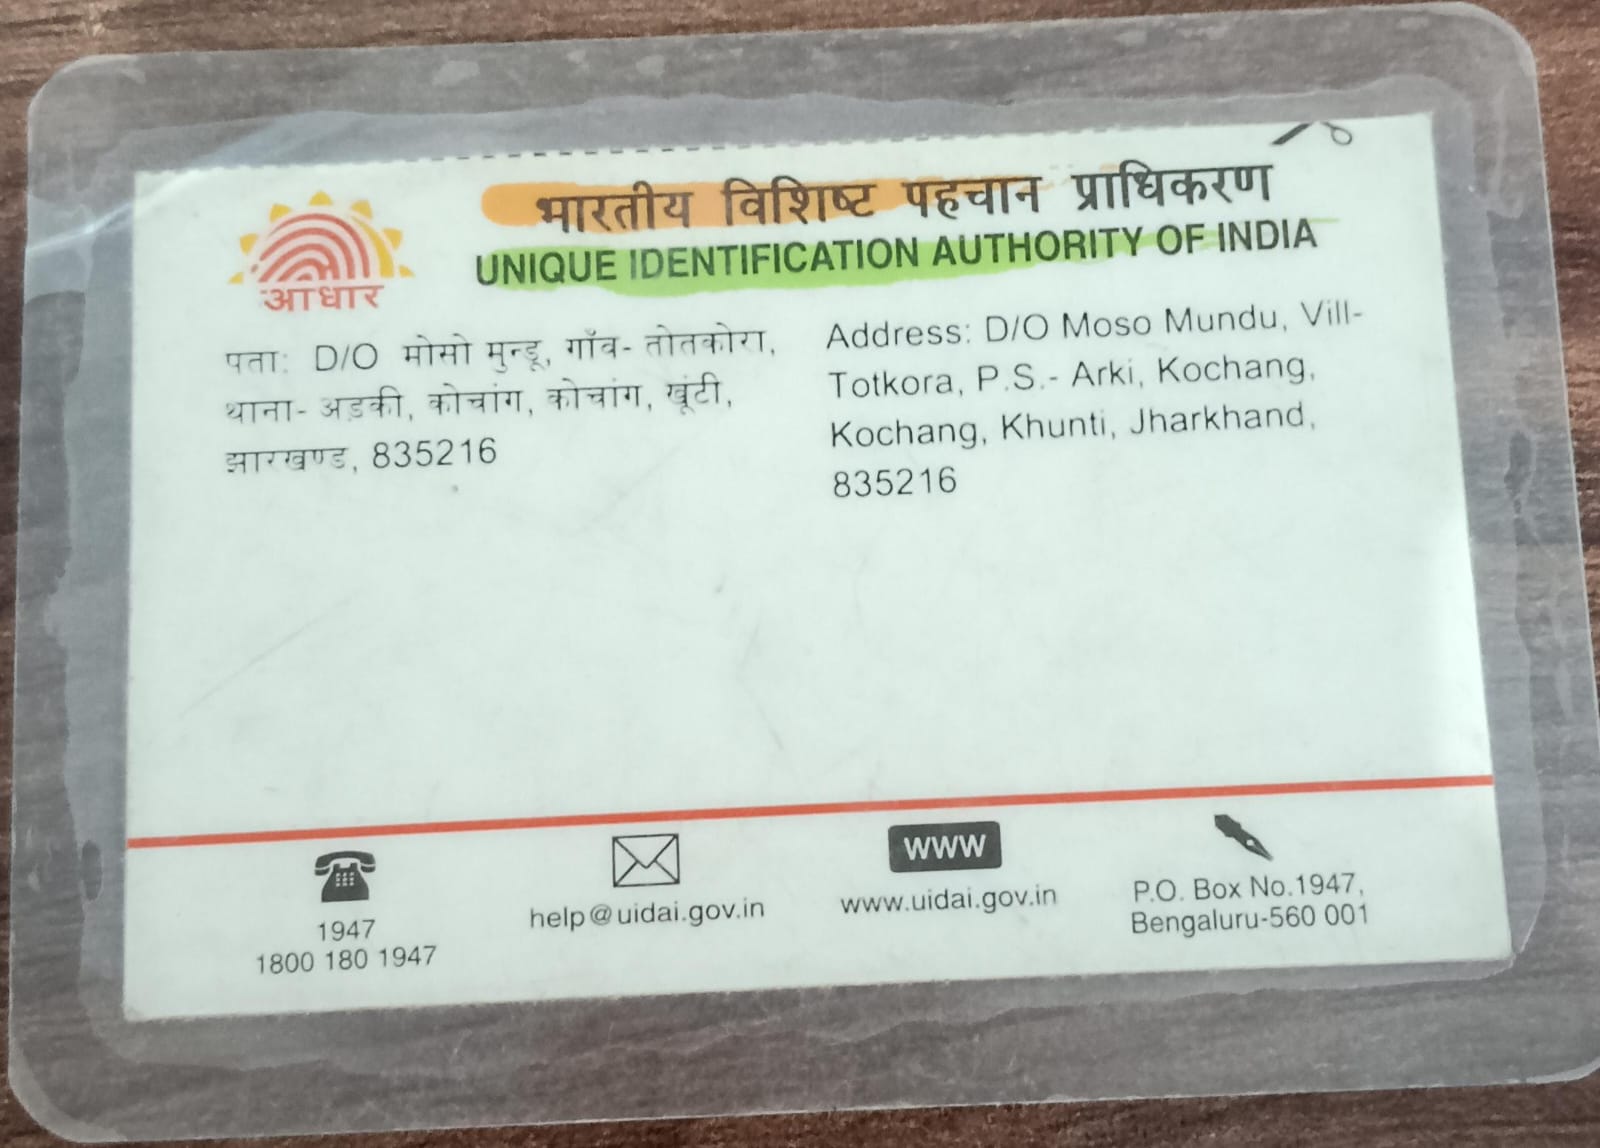 भारतीय विशिष्ट पहचान प्राधिकरण
UNIQUE IDENTIFICATION AUTHORITY OF INDIA
आधार
पता: D/O मोसो मुन्डू, गाँव- तोतकोरा,
थाना- अड़की, कोचांग, कोचांग, खूंटी,
झारखण्ड, 835216
Address: D/O Moso Mundu, Vill-
Totkora, P.S.- Arki, Kochang,
Kochang, Khunti, Jharkhand,
835216
1947
1800 180 1947
help@uidai.gov.in
www
www.uidai.gov.in
P.O. Box No.1947,
Bengaluru-560 001